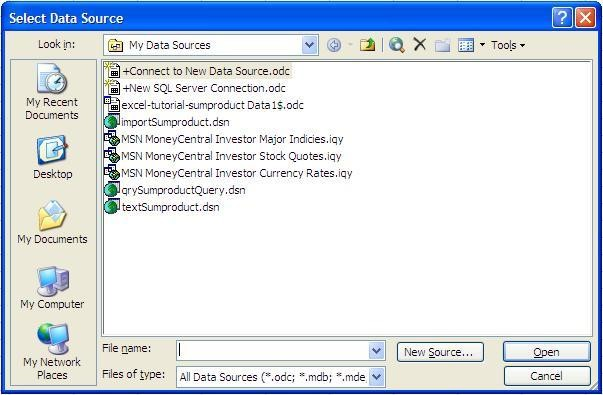 Select Data Source
Look in: My Data Sources Tools
My Recent
Documents
Desktop
My Documents
My Computer
My Network
Places
+Connect to New Data Source.odc
+New SQL Server Connection.odc
excel-tutorial-sumproduct Data1$.odc
importSumproduct.dsn
MSN MoneyCentral Investor Major Indicies.iqy
MSN MoneyCentral Investor Stock Quotes.iqy
MSN MoneyCentral Investor Currency Rates.iqy
qrySumproductQuery.dsn
textSumproduct.dsn
File name: New Source... Open
Files of type: All Data Sources (*.odc; *.mdb; *.mde Cancel